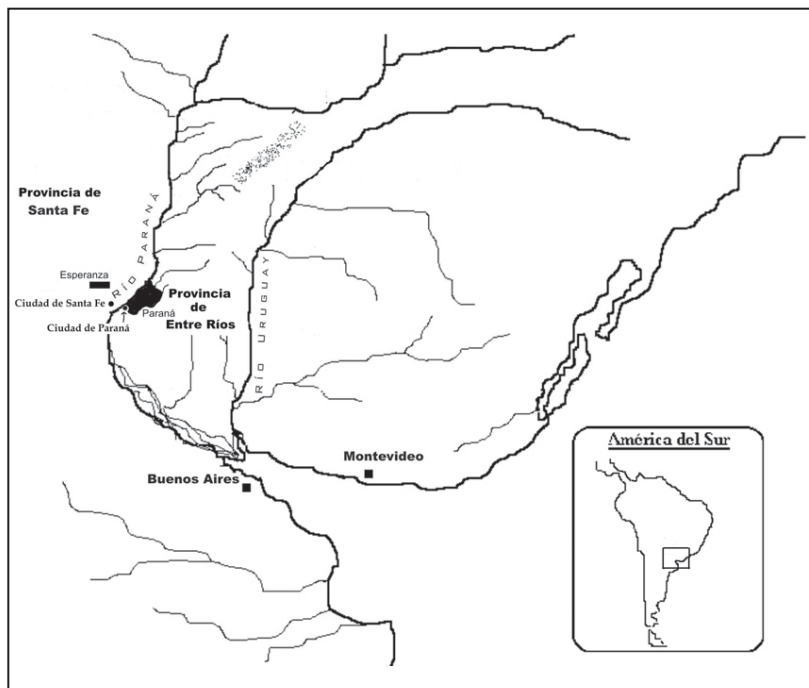 Provincia de
Santa Fe
RÍO PARANÁ
Esperanza
Ciudad de Santa Fe
Paraná
Ciudad de Paraná
Provincia
de
Entre Ríos
RÍO URUGUAY
Montevideo
Buenos Aires
América del Sur